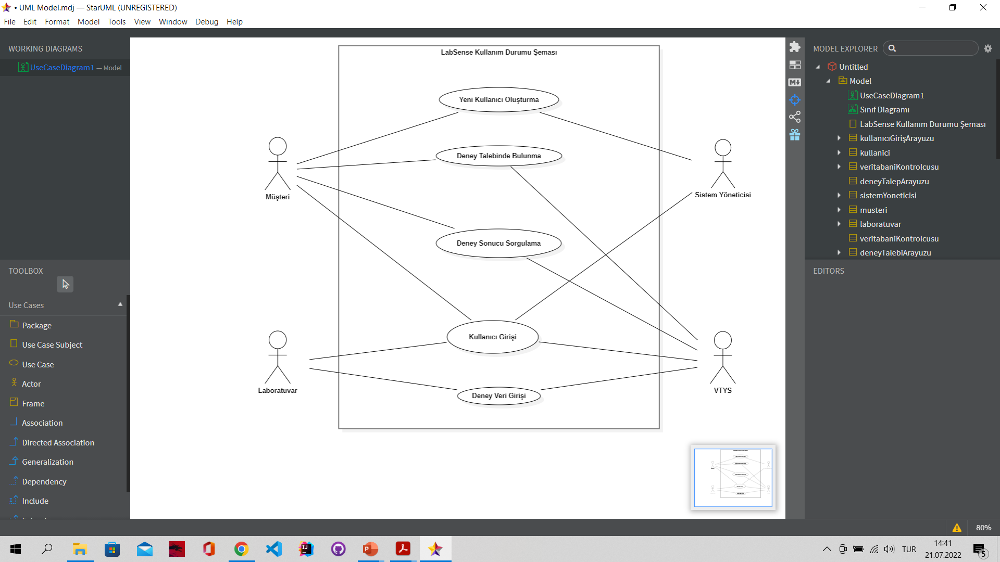 • UML Model.mdj — StarUML (UNREGISTERED)
File Edit Format Model Tools View Window Debug Help
WORKING DIAGRAMS
UseCaseDiagram1 — Model
TOOLBOX
Use Cases
Package
Use Case Subject
Use Case
Actor
Frame
Association
Directed Association
Generalization
Dependency
Include
LabSense Kullanım Durumu Şeması
Yeni Kullanıcı Oluşturma
Deney Talebinde Bulunma
Müşteri
Sistem Yöneticisi
Deney Sonucu Sorgulama
Kullanıcı Girişi
Laboratuvar
VTYS
Deney Veri Girişi
MODEL EXPLORER
Untitled
Model
UseCaseDiagram1
Sınıf Diagramı
LabSense Kullanım Durumu Şeması
kullanıcıGirişArayuzu
kullanici
veritabaniKontrolcusu
deneyTalepArayuzu
sistemYoneticisi
musteri
laboratuvar
veritabaniKontrolcusu
deneyTalebiArayuzu
EDITORS
80%
TUR
14:41
21.07.2022
5